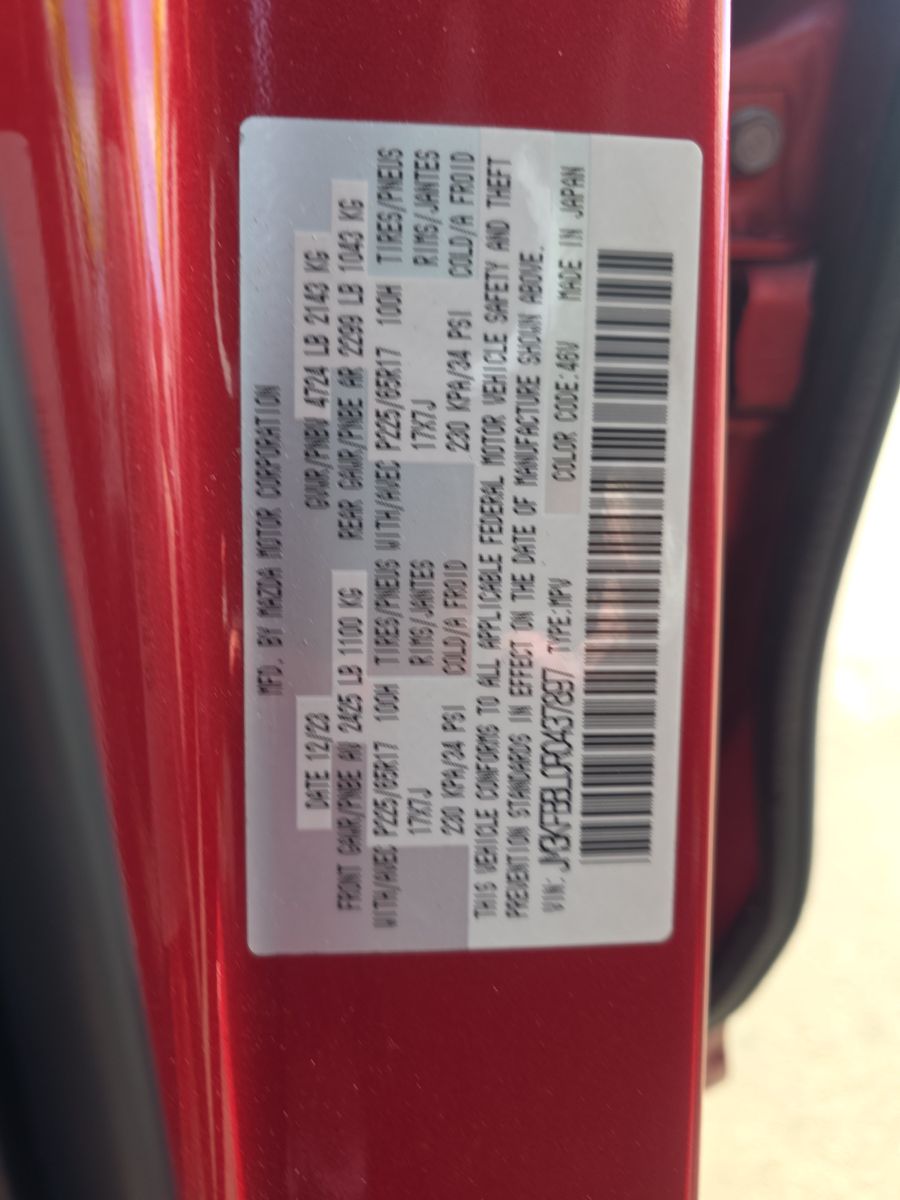 MFD. BY MAZDA MOTOR CORPORATION
DATE 12/23 GVWR/PNBV 4724 LB 2143 KG
FRONT GAWR/PNBE AV 2425 LB 1100 KG REAR GAWR/PNBE AR 2299 LB 1043 KG
WITH/AVEC P225/65R17 100H TIRES/PNEUS WITH/AVEC P225/65R17 100H TIRES/PNEUS
17X7J RIMS/JANTES 17X7J RIMS/JANTES
230 KPA/34 PSI COLD/A FROID 230 KPA/34 PSI COLD/A FROID
THIS VEHICLE CONFORMS TO ALL APPLICABLE FEDERAL MOTOR VEHICLE SAFETY AND THEFT
PREVENTION STANDARDS IN EFFECT ON THE DATE OF MANUFACTURE SHOWN ABOVE.
VIN: JM3KFBBL0R0437897 TYPE:MPV COLOR CODE:46V MADE IN JAPAN